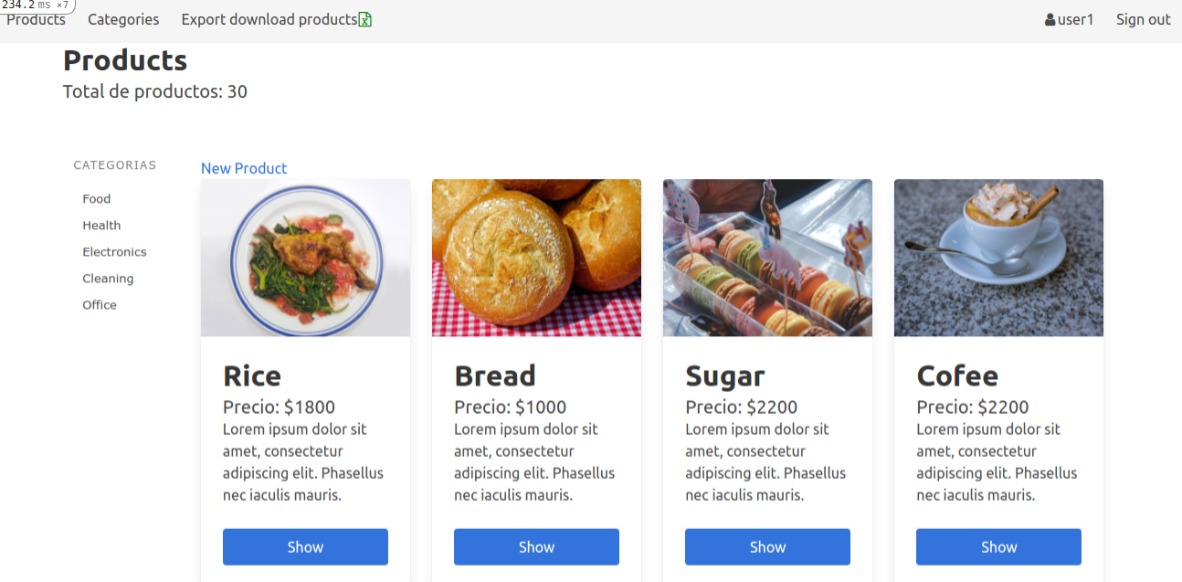 234.2 ms ×7
Products Categories Export download products user1 Sign out
Products
Total de productos: 30
CATEGORIAS
Food
Health
Electronics
Cleaning
Office
New Product
Rice
Precio: $1800
Lorem ipsum dolor sit
amet, consectetur
adipiscing elit. Phasellus
nec iaculis mauris.
Show
Bread
Precio: $1000
Lorem ipsum dolor sit
amet, consectetur
adipiscing elit. Phasellus
nec iaculis mauris.
Show
Sugar
Precio: $2200
Lorem ipsum dolor sit
amet, consectetur
adipiscing elit. Phasellus
nec iaculis mauris.
Show
Cofee
Precio: $2200
Lorem ipsum dolor sit
amet, consectetur
adipiscing elit. Phasellus
nec iaculis mauris.
Show